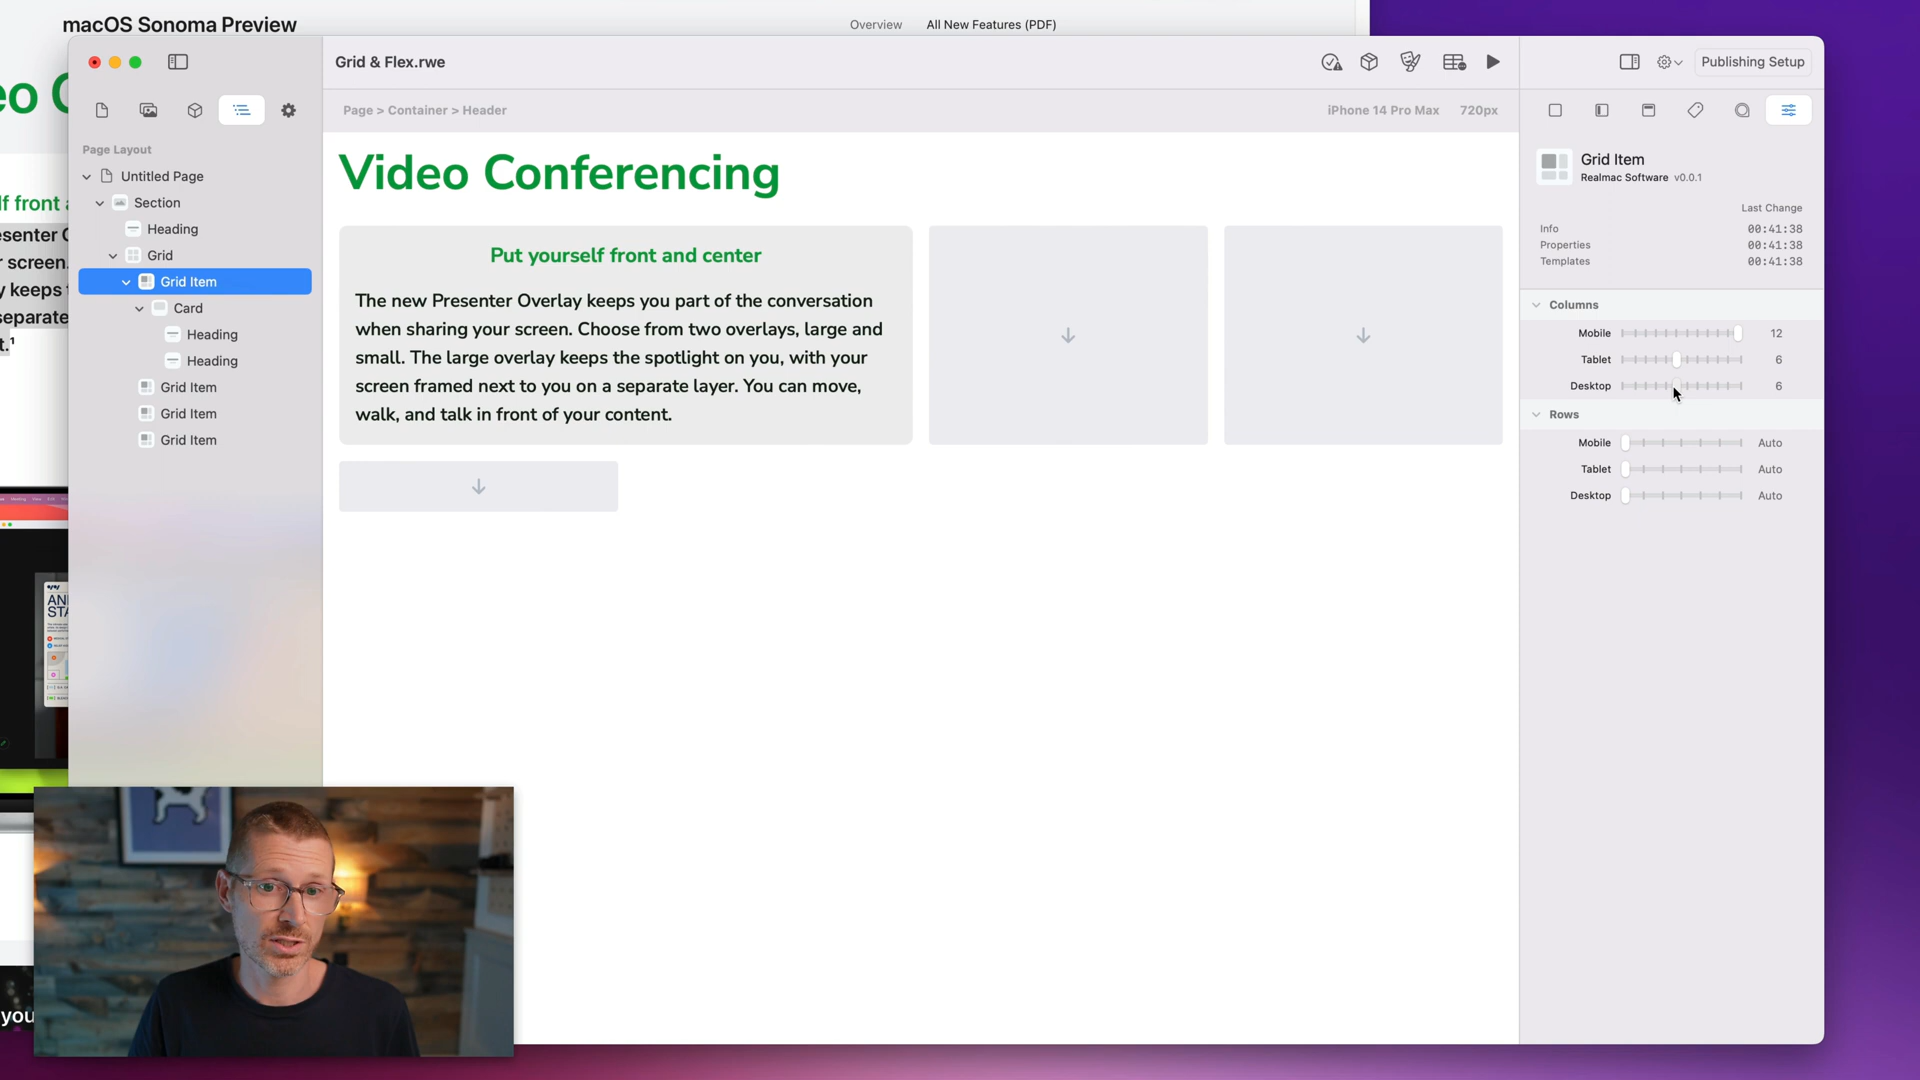 macOS Sonoma Preview
Overview
All New Features (PDF)
Grid & Flex.rwe
Publishing Setup
Page > Container > Header
iPhone 14 Pro Max
720px
Page Layout
Untitled Page
Section
Heading
Grid
Grid Item
Card
Heading
Heading
Grid Item
Grid Item
Grid Item
Video Conferencing
Put yourself front and center
The new Presenter Overlay keeps you part of the conversation
when sharing your screen. Choose from two overlays, large and
small. The large overlay keeps the spotlight on you, with your
screen framed next to you on a separate layer. You can move,
walk, and talk in front of your content.
Grid Item
Realmac Software v0.0.1
Last Change
Info 00:41:38
Properties 00:41:38
Templates 00:41:38
Columns
Mobile 12
Tablet 6
Desktop 6
Rows
Mobile Auto
Tablet Auto
Desktop Auto
eo
lf front
senter
r screen.
y keeps
separate
t.¹
AN
STA
you